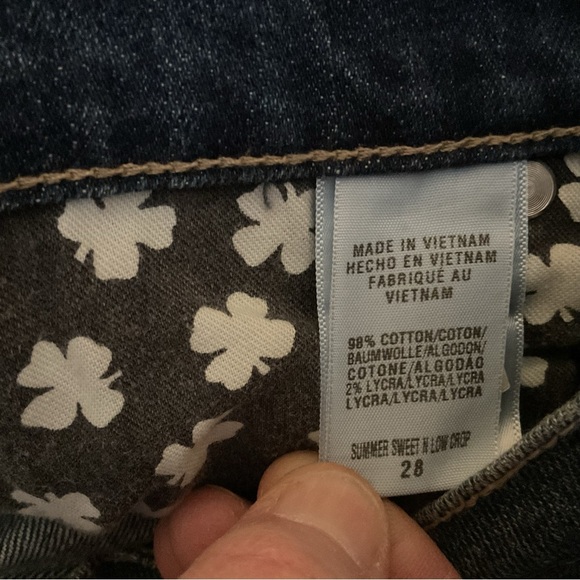 MADE IN VIETNAM
HECHO EN VIETNAM
FABRIQUÉ AU
VIETNAM
98% COTTON/COTON/
BAUMWOLLE/ALGODON/
COTONE/ALGODÃO
2% LYCRA/LYCRA/LYCRA
LYCRA/LYCRA/LYCRA
SUMMER SWEET N LOW CROP
28